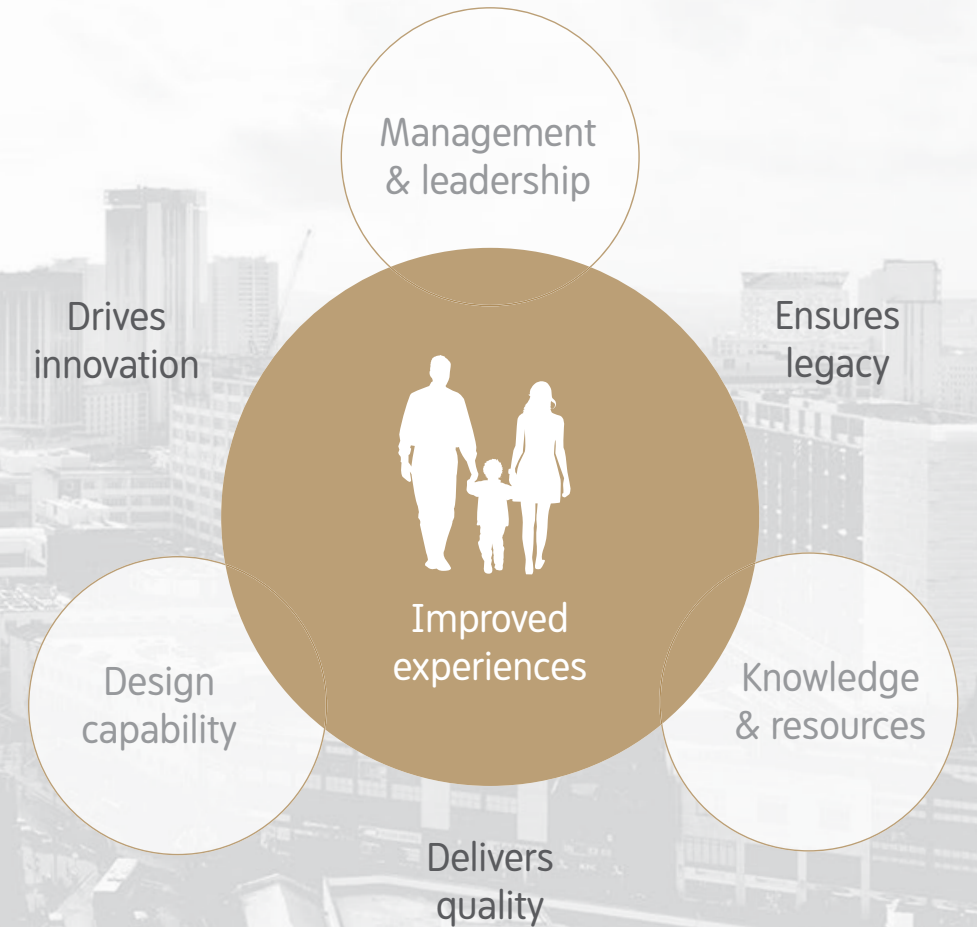 Management
& leadership
Drives
innovation
Ensures
legacy
Improved
experiences
Design
capability
Knowledge
& resources
Delivers
quality